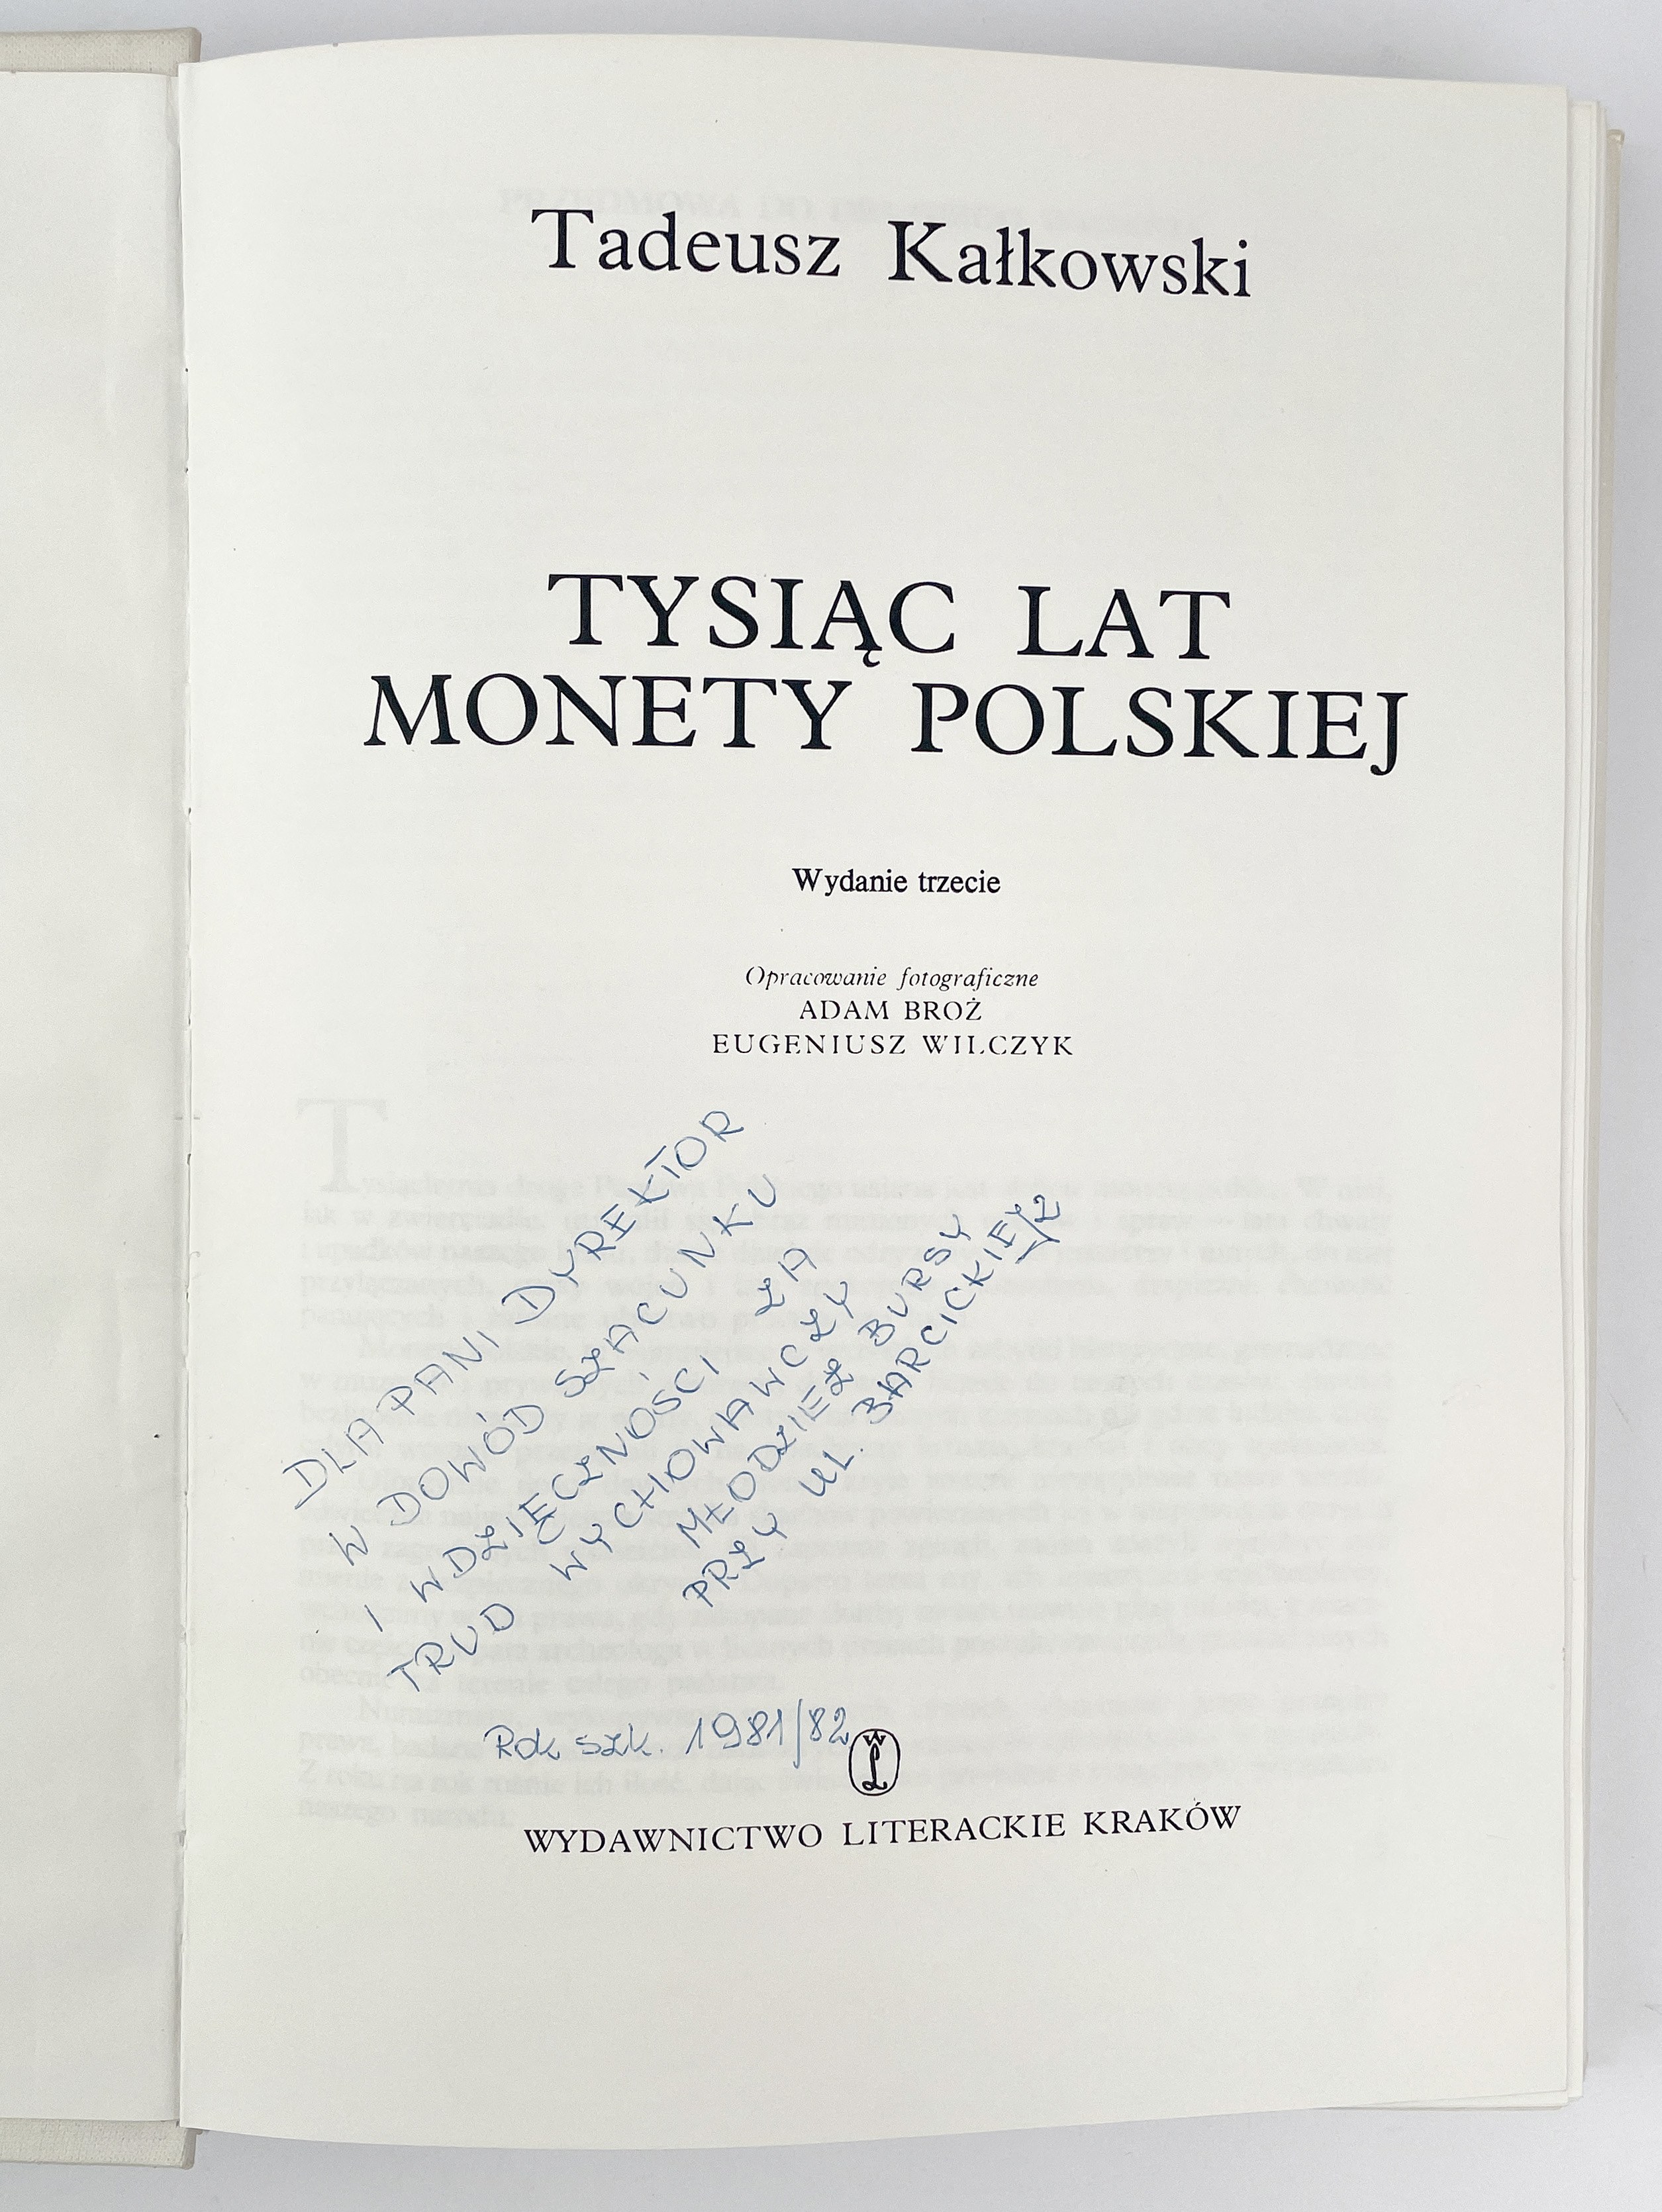 Tadeusz Kałkowski
TYSIĄC LAT
MONETY POLSKIEJ
Wydanie trzecie
Opracowanie fotograficzne
ADAM BROŻ
EUGENIUSZ WILCZYK
DLA PANI DYREKTOR
W DOWÓD SZACUNKU
I WDZIĘCZNOŚCI ZA
TRUD WYCHOWAWCZY
MŁODZIEŻ BURSY
PRZY UL. BARCICKIEJ 2
Rok szk. 1981/82
WL
WYDAWNICTWO LITERACKIE KRAKÓW